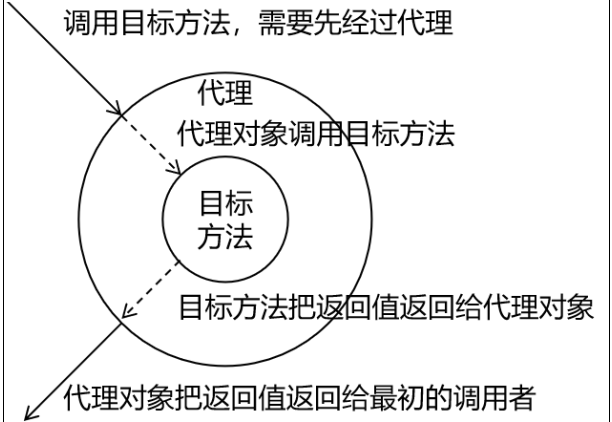 调用目标方法，需要先经过代理
代理
代理对象调用目标方法
目标
方法
目标方法把返回值返回给代理对象
代理对象把返回值返回给最初的调用者